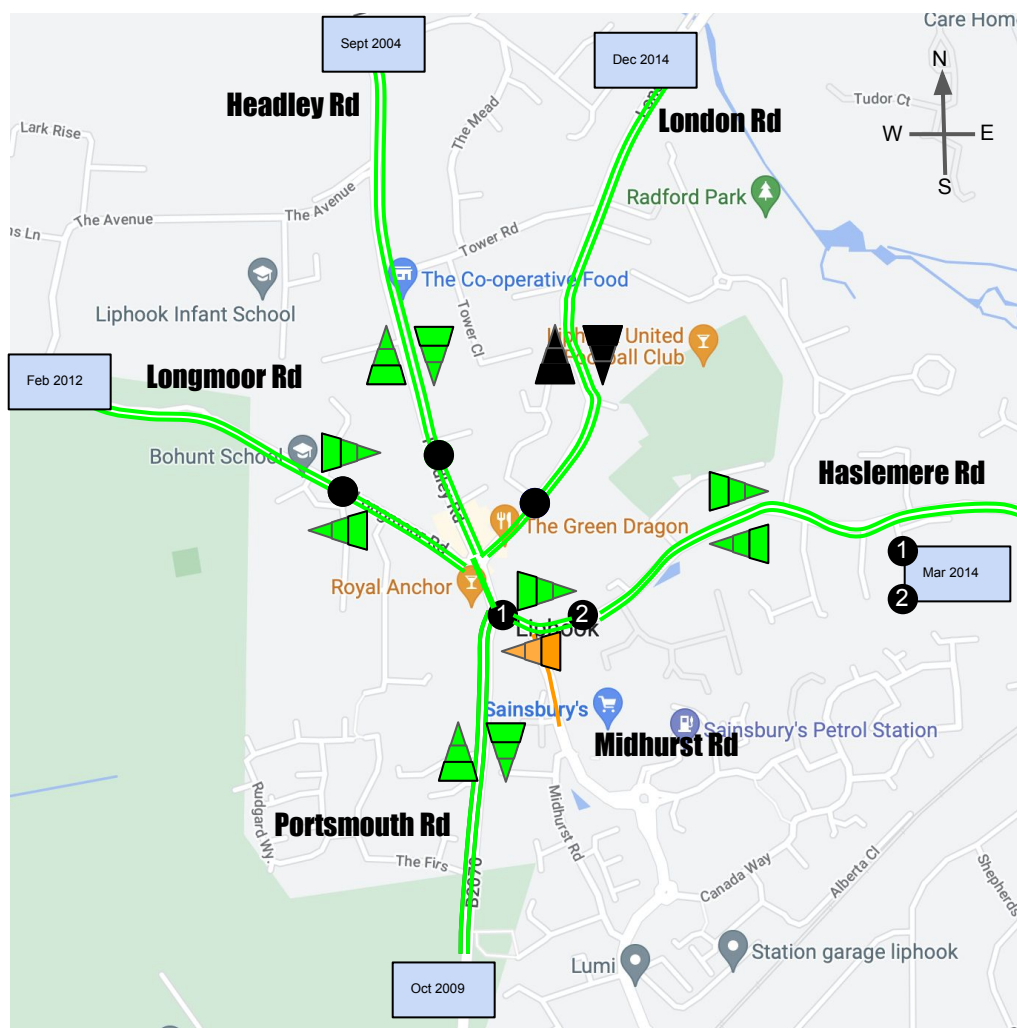 Care Home
Sept 2004
Dec 2014
Headley Rd
London Rd
N
W
E
S
Tudor Ct
The Mead
Lark Rise
The Avenue
The Avenue
Radford Park
Tower Rd
The Co-operative Food
Liphook Infant School
Tower Cl
Liphook United
Football Club
Feb 2012
Longmoor Rd
Bohunt School
Haslemere Rd
The Green Dragon
1
Mar 2014
2
Royal Anchor
1
2
Liphook
Sainsbury's
Sainsbury's Petrol Station
Midhurst Rd
Midhurst Rd
Portsmouth Rd
Rudgard Wy.
The Firs
B2070
Canada Way
Alberta Cl
Shepherds
Station garage liphook
Lumi
Oct 2009